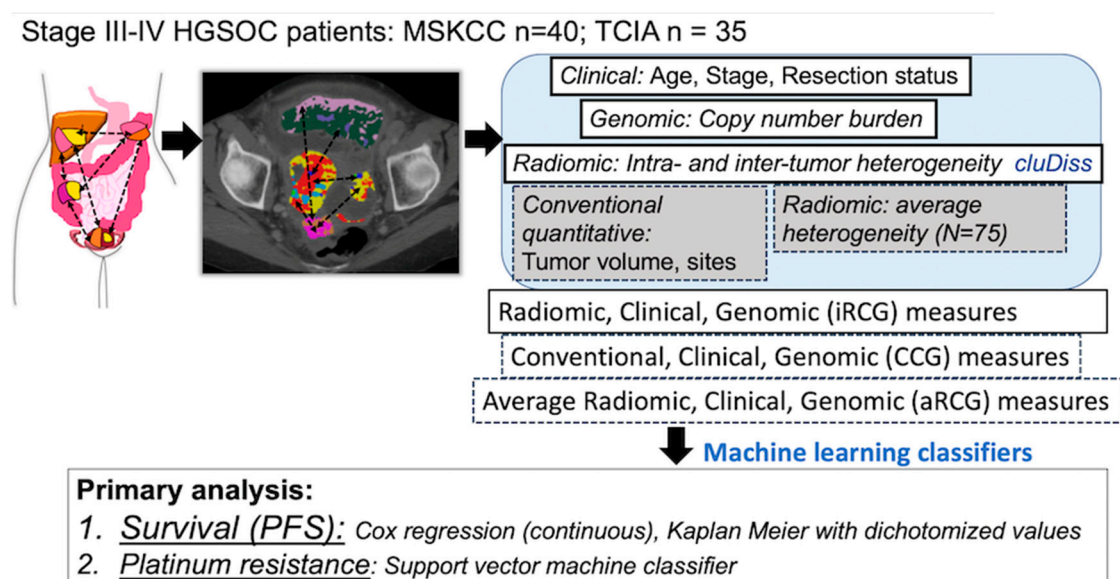 Stage III-IV HGSOC patients: MSKCC n=40; TCIA n = 35
Clinical: Age, Stage, Resection status
Genomic: Copy number burden
Radiomic: Intra- and inter-tumor heterogeneity cluDiss
Conventional
quantitative:
Tumor volume, sites
Radiomic: average
heterogeneity (N=75)
Radiomic, Clinical, Genomic (iRCG) measures
Conventional, Clinical, Genomic (CCG) measures
Average Radiomic, Clinical, Genomic (aRCG) measures
Machine learning classifiers
Primary analysis:
1. Survival (PFS): Cox regression (continuous), Kaplan Meier with dichotomized values
2. Platinum resistance: Support vector machine classifier